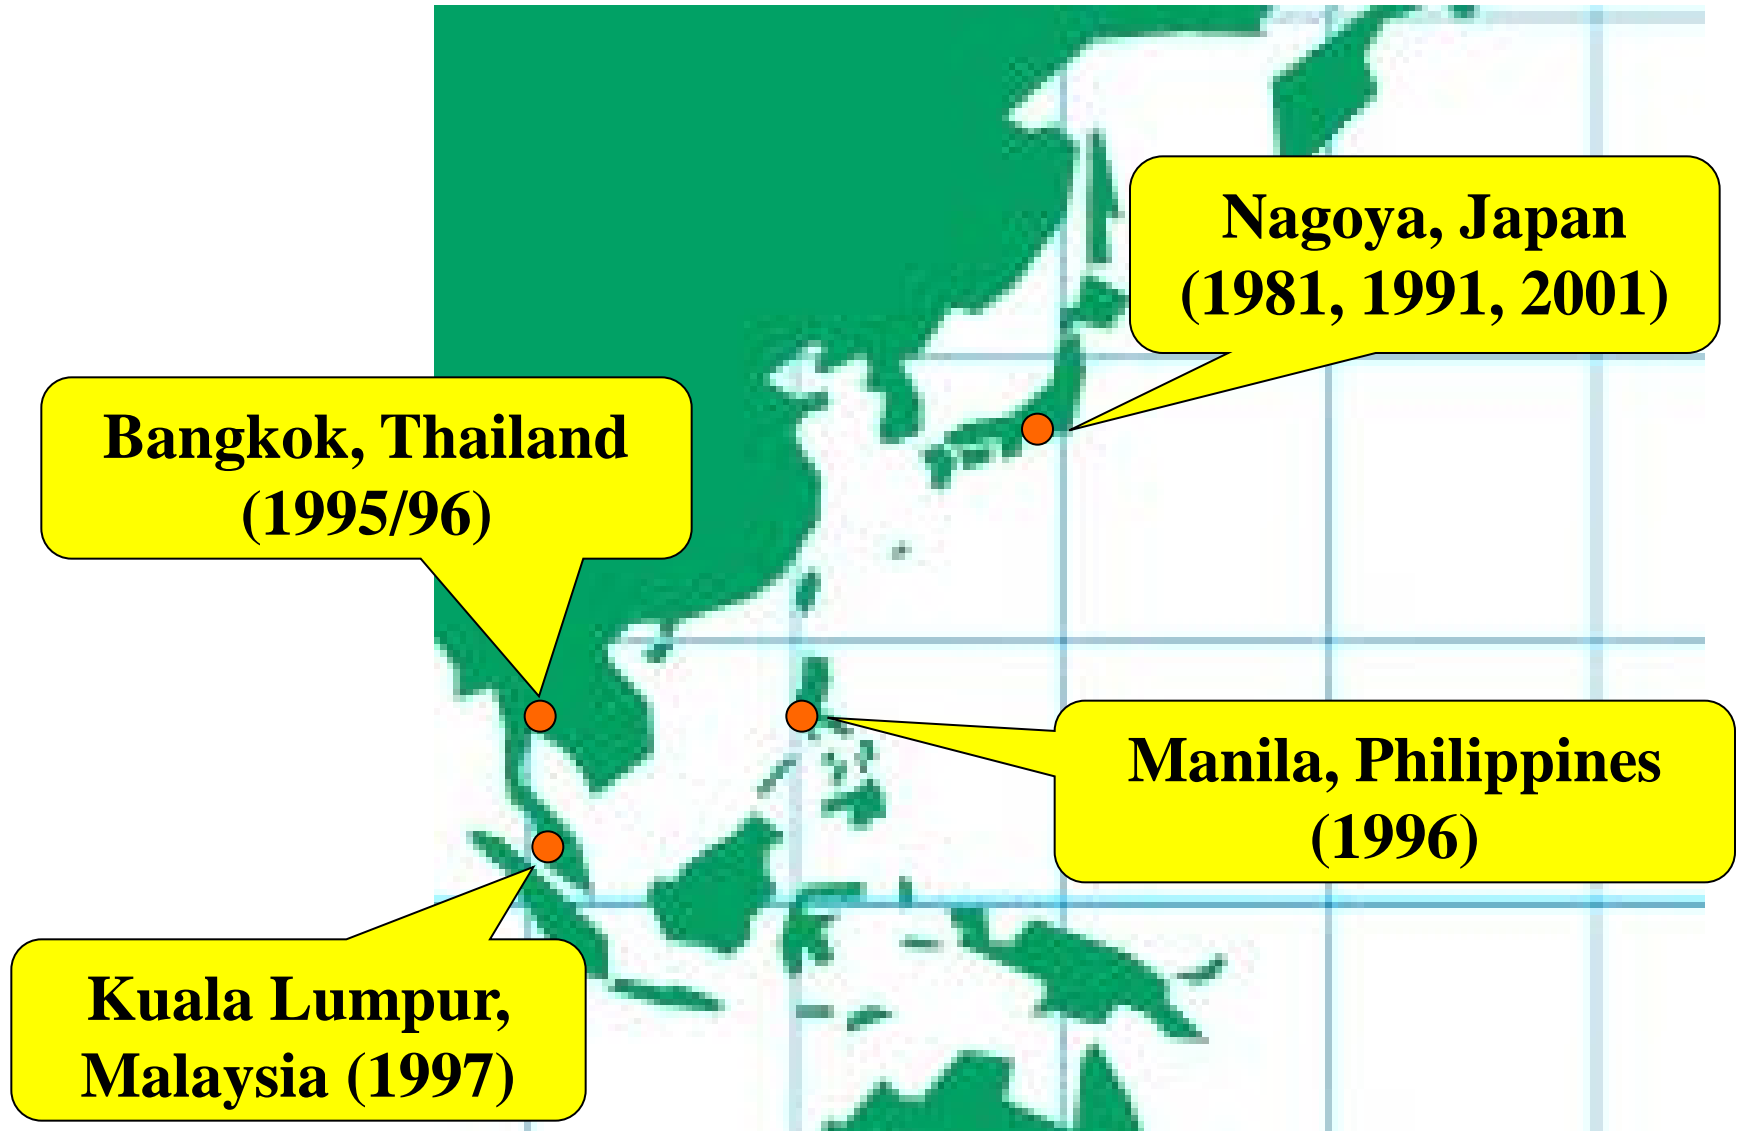 Nagoya, Japan
(1981, 1991, 2001)
Bangkok, Thailand
(1995/96)
Manila, Philippines
(1996)
Kuala Lumpur,
Malaysia (1997)